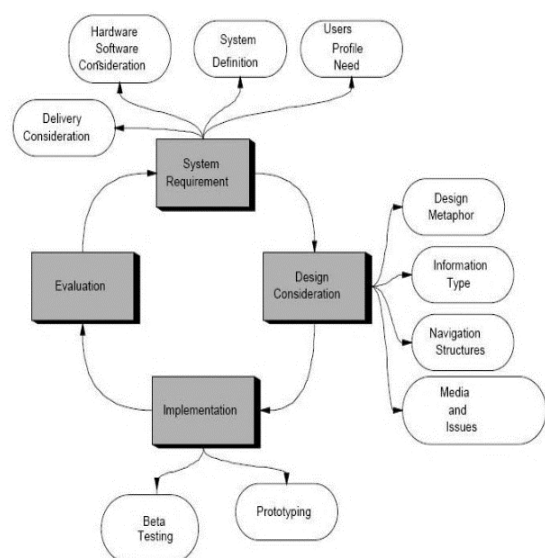 Hardware
Software
Consideration
System
Definition
Users
Profile
Need
Delivery
Consideration
System
Requirement
Design
Metaphor
Information
Type
Evaluation
Design
Consideration
Navigation
Structures
Media
and
Issues
Implementation
Beta
Testing
Prototyping